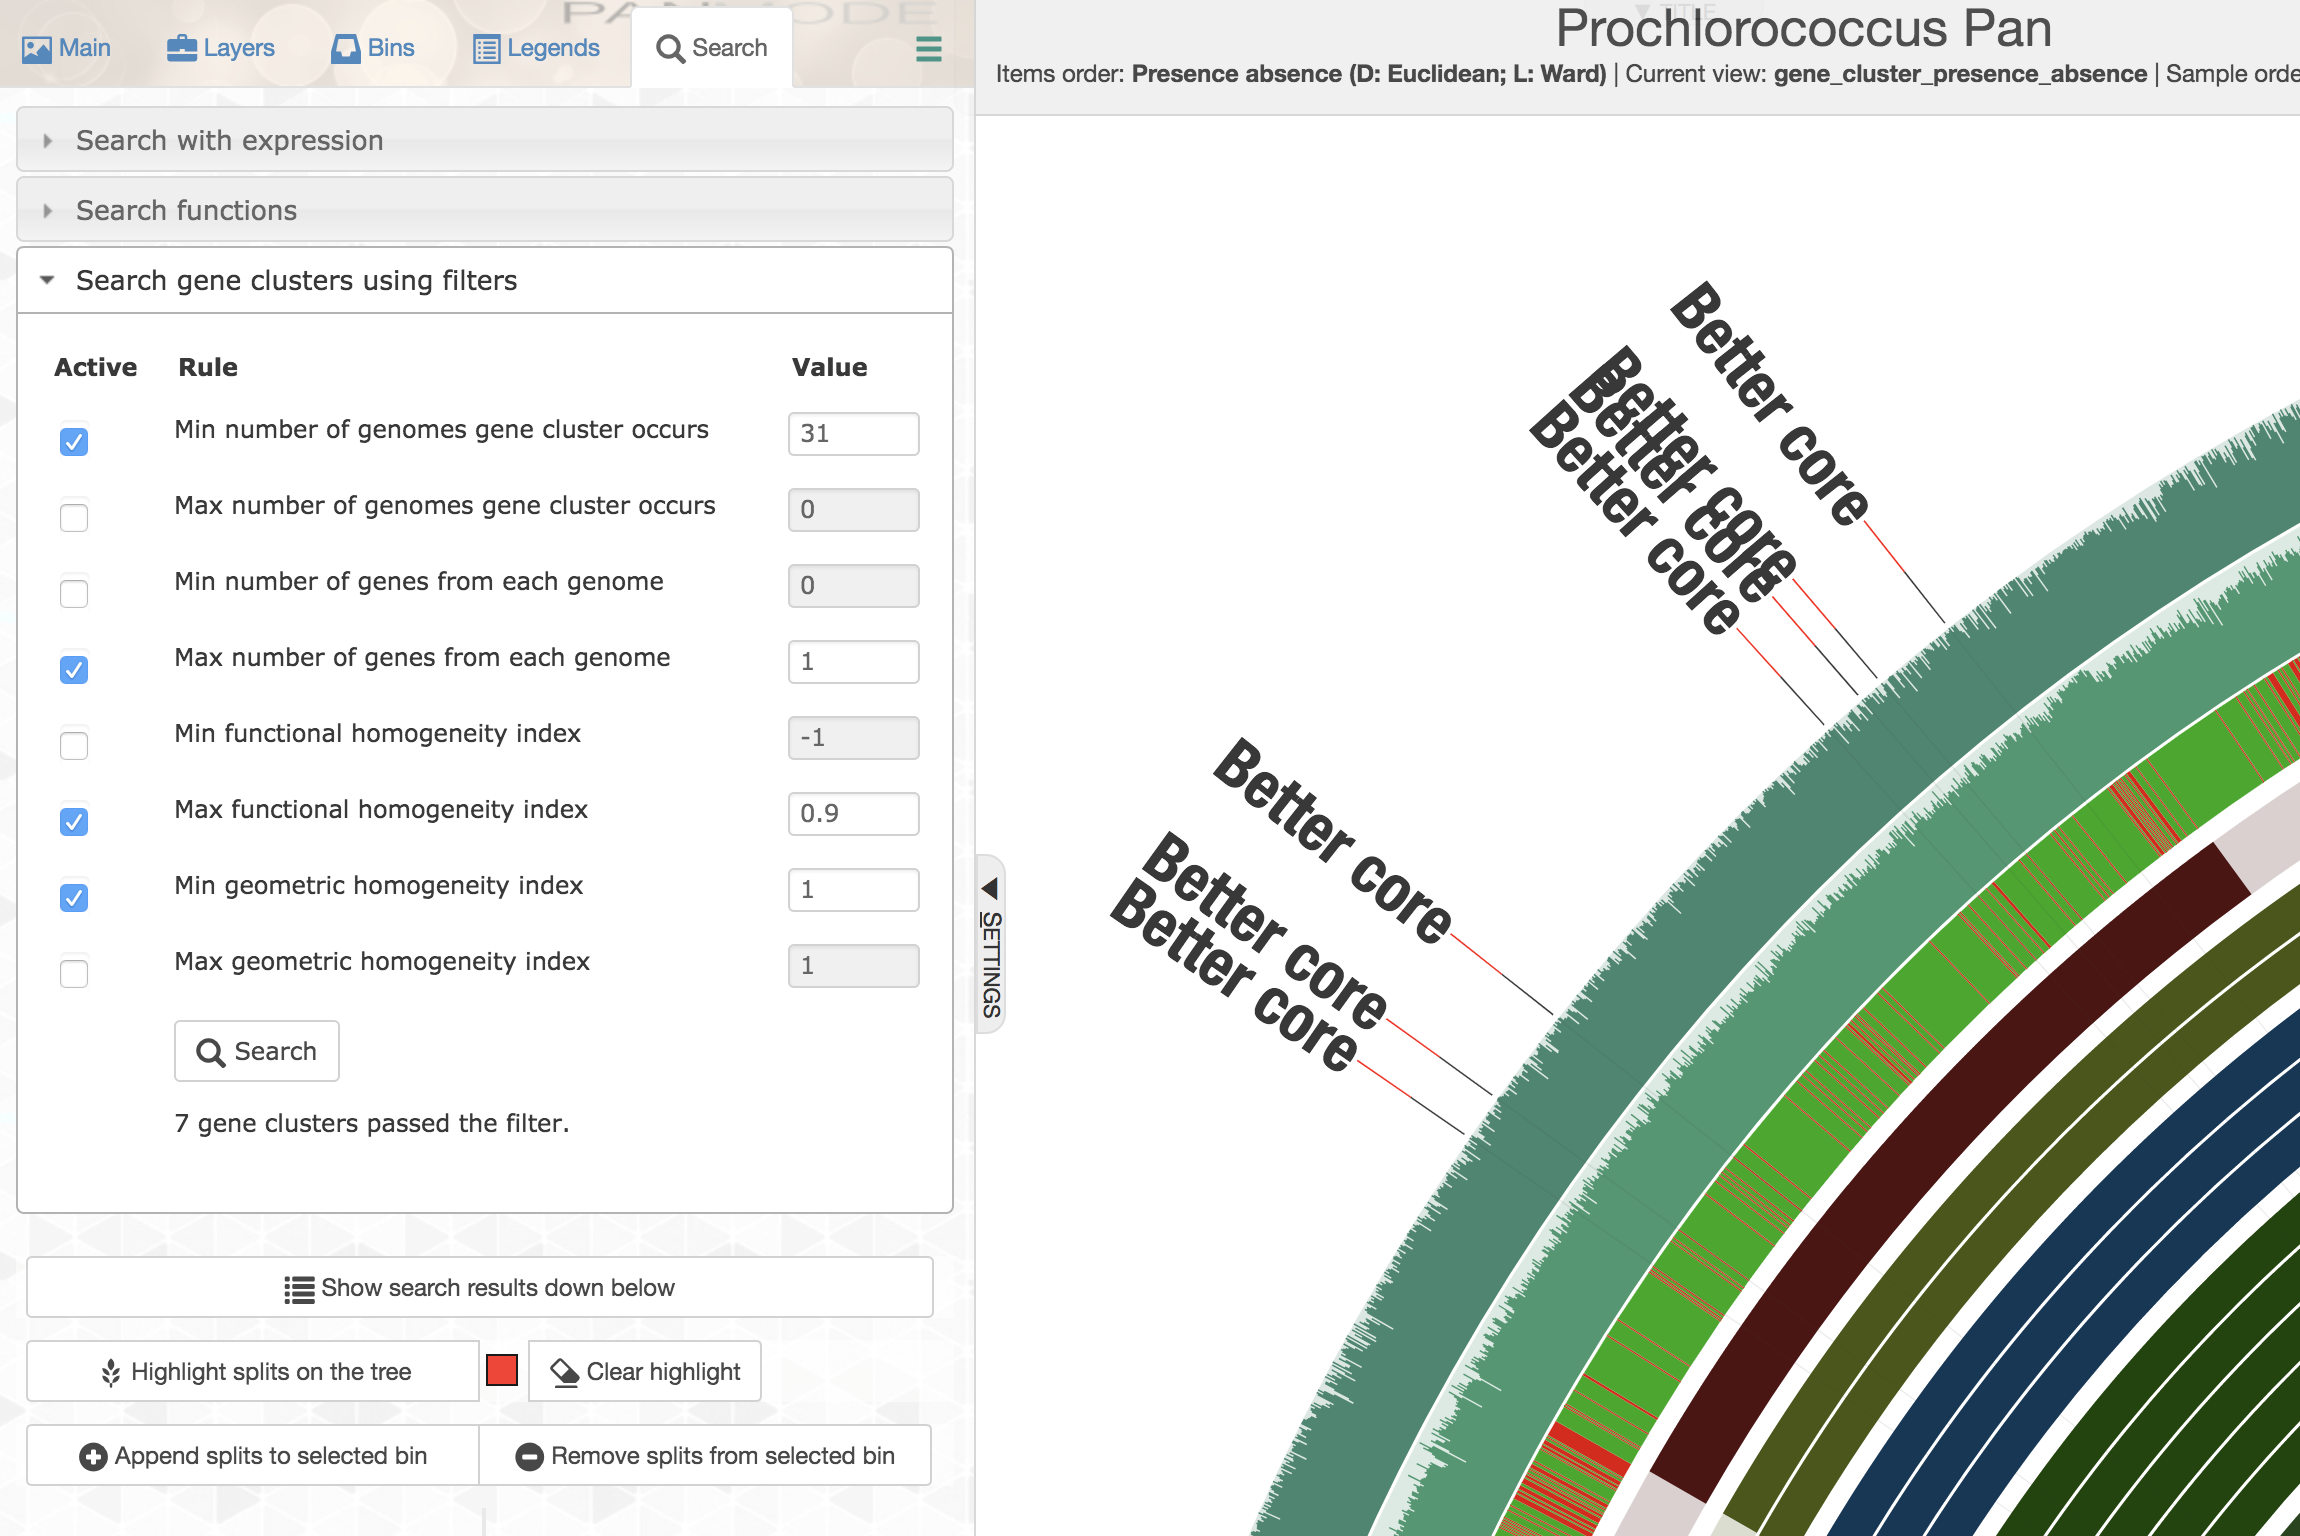 PANMODE
Main
Layers
Bins
Legends
Search
Search with expression
Search functions
Search gene clusters using filters
Active Rule Value
Min number of genomes gene cluster occurs 31
Max number of genomes gene cluster occurs 0
Min number of genes from each genome 0
Max number of genes from each genome 1
Min functional homogeneity index -1
Max functional homogeneity index 0.9
Min geometric homogeneity index 1
Max geometric homogeneity index 1
Search
7 gene clusters passed the filter.
Show search results down below
Highlight splits on the tree
Clear highlight
Append splits to selected bin
Remove splits from selected bin
SETTINGS
TITLE
Prochlorococcus Pan
Items order: Presence absence (D: Euclidean; L: Ward) | Current view: gene_cluster_presence_absence | Sample orde
Better core
Better core
Better core
Better core
Better core
Better core
Better core